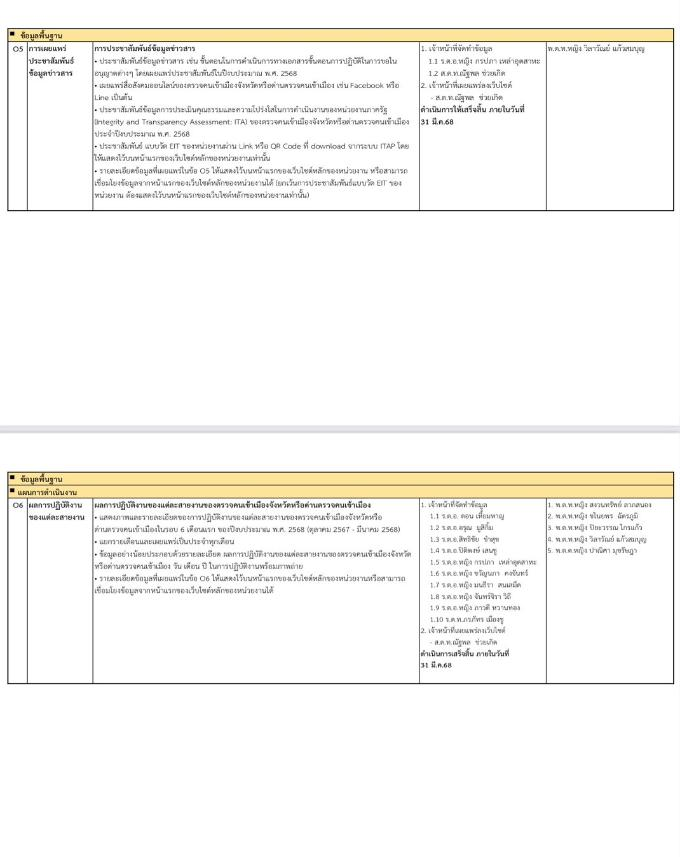 ข้อมูลพื้นฐาน
O5
การเผยแพร่
ประชาสัมพันธ์
ข้อมูลข่าวสาร
การประชาสัมพันธ์ข้อมูลข่าวสาร
• ประชาสัมพันธ์ข้อมูลข่าวสาร เช่น ขั้นตอนในการดำเนินการทางเอกสารขั้นตอนการปฏิบัติในการขอใบ
อนุญาตต่างๆ โดยเผยแพร่ประชาสัมพันธ์ในปีงบประมาณ พ.ศ. 2568
• เผยแพร่สื่อสังคมออนไลน์ของตรวจคนเข้าเมืองจังหวัดหรือด่านตรวจคนเข้าเมือง เช่น Facebook หรือ
Line เป็นต้น
• ประชาสัมพันธ์ข้อมูลการประเมินคุณธรรมและความโปร่งใสในการดำเนินงานของหน่วยงานภาครัฐ
(Integrity and Transparency Assessment: ITA) ของตรวจคนเข้าเมืองจังหวัดหรือด่านตรวจคนเข้าเมือง
ประจำปีงบประมาณ พ.ศ. 2568
• ประชาสัมพันธ์ แบบวัด EIT ของหน่วยงานผ่าน Link หรือ QR Code ที่ download จากระบบ ITAP โดย
ให้แสดงไว้บนหน้าแรกของเว็บไซต์หลักของหน่วยงานเท่านั้น
• รายละเอียดข้อมูลที่เผยแพร่ในข้อ O5 ให้แสดงไว้บนหน้าแรกของเว็บไซต์หลักของหน่วยงาน หรือสามารถ
เชื่อมโยงข้อมูลจากหน้าแรกของเว็บไซต์หลักของหน่วยงานได้ (ยกเว้นการประชาสัมพันธ์แบบวัด EIT ของ
หน่วยงาน ต้องแสดงไว้บนหน้าแรกของเว็บไซต์หลักของหน่วยงานเท่านั้น)
1. เจ้าหน้าที่จัดทำข้อมูล
1.1 ร.ต.อ.หญิง กรปภา เหล่าอุตสาหะ
1.2 ส.ต.ท.ณัฐพล ช่วยเกิด
2. เจ้าหน้าที่เผยแพร่ลงเว็บไซต์
- ส.ต.ท.ณัฐพล ช่วยเกิด
ดำเนินการให้เสร็จสิ้น ภายในวันที่
31 มี.ค.68
พ.ต.ท.หญิง วิลาวัณย์ แก้วสมบุญ
ข้อมูลพื้นฐาน
แผนการดำเนินงาน
O6
ผลการปฏิบัติงาน
ของแต่ละสายงาน
ผลการปฏิบัติงานของแต่ละสายงานของตรวจคนเข้าเมืองจังหวัดหรือด่านตรวจคนเข้าเมือง
• แสดงภาพและรายละเอียดของการปฏิบัติงานของแต่ละสายงานของตรวจคนเข้าเมืองจังหวัดหรือ
ด่านตรวจคนเข้าเมืองในรอบ 6 เดือนแรก ของปีงบประมาณ พ.ศ. 2568 (ตุลาคม 2567 - มีนาคม 2568)
• แยกรายเดือนและเผยแพร่เป็นประจำทุกเดือน
• ข้อมูลอย่างน้อยประกอบด้วยรายละเอียด ผลการปฏิบัติงานของแต่ละสายงานของตรวจคนเข้าเมืองจังหวัด
หรือด่านตรวจคนเข้าเมือง วัน เดือน ปี ในการปฏิบัติงานพร้อมภาพถ่าย
• รายละเอียดข้อมูลที่เผยแพร่ในข้อ O6 ให้แสดงไว้บนหน้าแรกของเว็บไซต์หลักของหน่วยงานหรือสามารถ
เชื่อมโยงข้อมูลจากหน้าแรกของเว็บไซต์หลักของหน่วยงานได้
1. เจ้าหน้าที่จัดทำข้อมูล
1.1 ร.ต.อ. ดอน เหี้ยมหาญ
1.2 ร.ต.อ.อรุณ มูสิกิ้ม
1.3 ร.ต.อ.สิทธิชัย ขำสุข
1.4 ร.ต.อ.ปิติพงษ์ เสนชู
1.5 ร.ต.อ.หญิง กรปภา เหล่าอุตสาหะ
1.6 ร.ต.อ.หญิง ขวัญนภา คงจันทร์
1.7 ร.ต.อ.หญิง มนธิรา สนเสม็ด
1.8 ร.ต.อ.หญิง จันทร์จิรา วิถี
1.9 ร.ต.อ.หญิง ภาวดี หวานทอง
1.10 ร.ต.ท.ภรภัทร เมืองชู
2. เจ้าหน้าที่เผยแพร่ลงเว็บไซต์
- ส.ต.ท.ณัฐพล ช่วยเกิด
ดำเนินการเสร็จสิ้น ภายในวันที่
31 มี.ค.68
1. พ.ต.ท.หญิง สงวนทรัพย์ ลาภสนอง
2. พ.ต.ท.หญิง ชไนยพร ฉัตรภูมิ
3. พ.ต.ท.หญิง ปิยะวรรณ ไกรแก้ว
4. พ.ต.ท.หญิง วิลาวัณย์ แก้วสมบุญ
5. พ.ต.ต.หญิง ปาณิศา มุขริษฎา